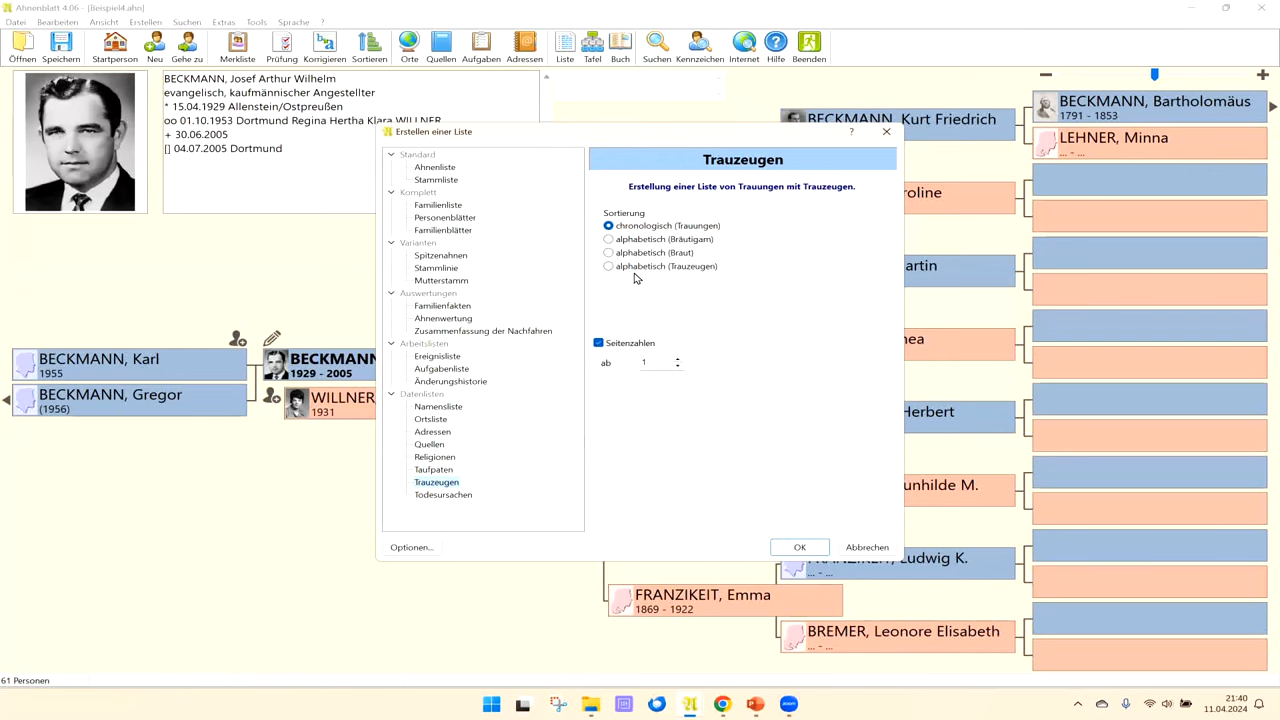 Ahnenblatt 4.06 - [Beispiel4.ahn]
Datei Bearbeiten Ansicht Erstellen Suchen Extras Tools Sprache ?
Öffnen Speichern Startperson Neu Gehe zu Merkliste Prüfung Korrigieren Sortieren Orte Quellen Aufgaben Adressen Liste Tafel Buch Suchen Kennzeichen Internet Hilfe Beenden
BECKMANN, Josef Arthur Wilhelm
evangelisch, kaufmännischer Angestellter
* 15.04.1929 Allenstein/Ostpreußen
oo 01.10.1953 Dortmund Regina Hertha Klara WILLNER
+ 30.06.2005
[] 04.07.2005 Dortmund
BECKMANN, Karl
1955
BECKMANN, Gregor
(1956)
BECKMANN
1929 - 2005
WILLNER
1931
Erstellen einer Liste
?
Standard
Ahnenliste
Stammliste
Komplett
Familienliste
Personenblätter
Familienblätter
Varianten
Spitzenahnen
Stammlinie
Mutterstamm
Auswertungen
Familienfakten
Ahnenwertung
Zusammenfassung der Nachfahren
Arbeitslisten
Ereignisliste
Aufgabenliste
Änderungshistorie
Datenlisten
Namensliste
Ortsliste
Adressen
Quellen
Religionen
Taufpaten
Trauzeugen
Todesursachen
Trauzeugen
Erstellung einer Liste von Trauungen mit Trauzeugen.
Sortierung
chronologisch (Trauungen)
alphabetisch (Bräutigam)
alphabetisch (Braut)
alphabetisch (Trauzeugen)
Seitenzahlen
ab 1
Optionen...
OK
Abbrechen
BECKMANN, Kurt Friedrich
roline
artin
nea
Herbert
unhilde M.
FRANZIKEIT, Ludwig K.
... - ...
FRANZIKEIT, Emma
1869 - 1922
BREMER, Leonore Elisabeth
... - ...
BECKMANN, Bartholomäus
1791 - 1853
LEHNER, Minna
... - ...
61 Personen
zoom
21:40
11.04.2024